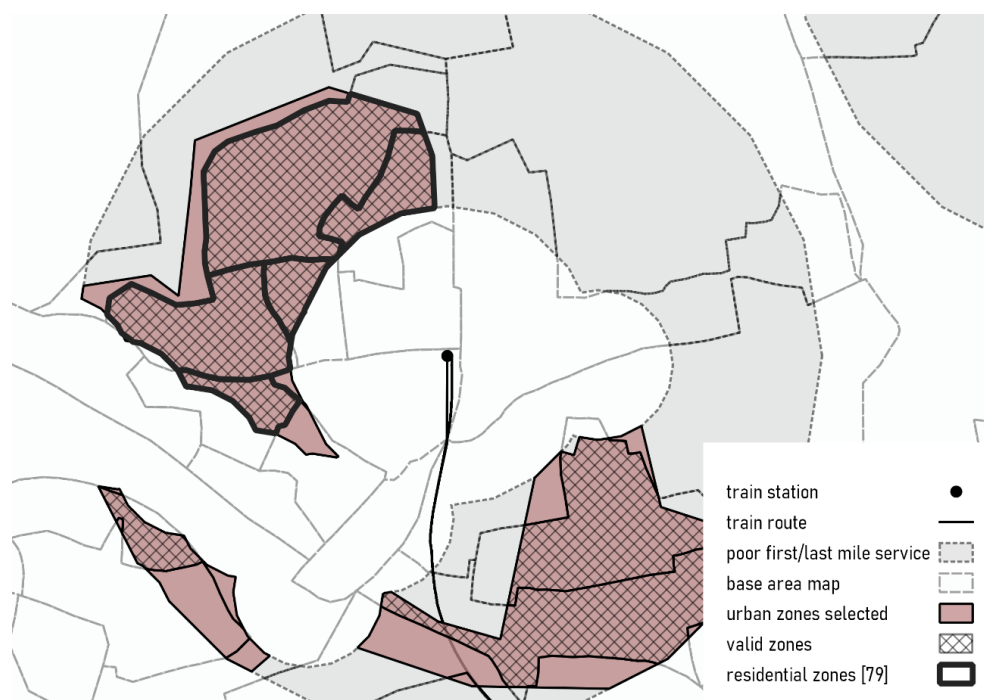 train station
train route
poor first/last mile service
base area map
urban zones selected
valid zones
residential zones [79]